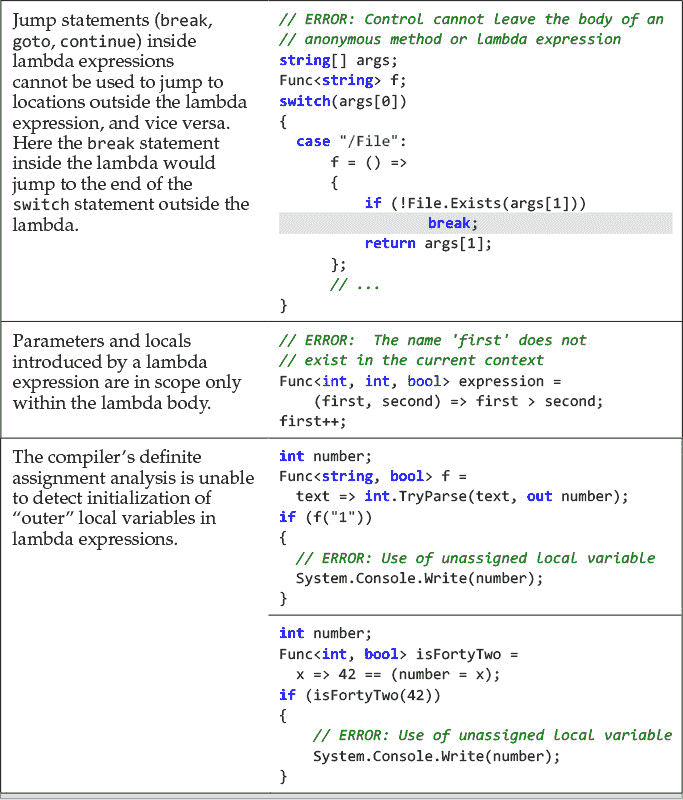 Jump statements (break,
goto, continue) inside
lambda expressions
cannot be used to jump to
locations outside the lambda
expression, and vice versa.
Here the break statement
inside the lambda would
jump to the end of the
switch statement outside the
lambda.
// ERROR: Control cannot leave the body of an
// anonymous method or lambda expression
string[] args;
Func<string> f;
switch(args[0])
{
case "/File":
f = () =>
{
if (!File.Exists(args[1]))
break;
return args[1];
};
// ...
}
Parameters and locals
introduced by a lambda
expression are in scope only
within the lambda body.
// ERROR:  The name 'first' does not
// exist in the current context
Func<int, int, bool> expression =
(first, second) => first > second;
first++;
The compiler’s definite
assignment analysis is unable
to detect initialization of
“outer” local variables in
lambda expressions.
int number;
Func<string, bool> f =
text => int.TryParse(text, out number);
if (f("1"))
{
// ERROR: Use of unassigned local variable
System.Console.Write(number);
}
int number;
Func<int, bool> isFortyTwo =
x => 42 == (number = x);
if (isFortyTwo(42))
{
// ERROR: Use of unassigned local variable
System.Console.Write(number);
}